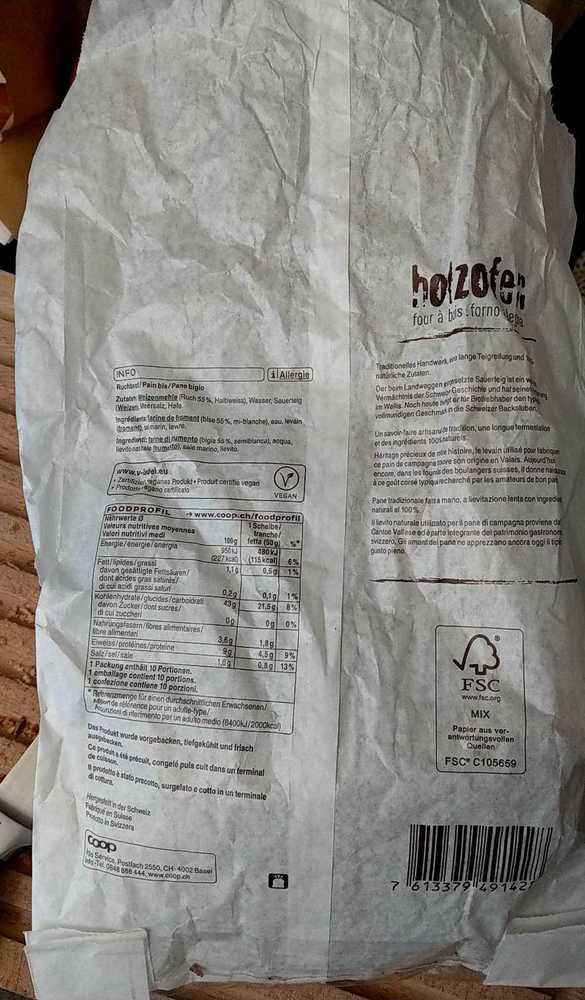 INFO
i Allergie
Ruchbrot/Pain bis/Pane bigio
Zutaten: Weizenmehle (Ruch 55%, Halbweiss), Wasser, Sauerteig
(Weizen), Meersalz, Hefe.
Ingrédients: farine de froment (bise 55%, mi-blanche), eau, levain
(froment), sel marin, levure.
Ingredienti: farine di frumento (bigia 55%, semibianca), acqua,
lievito naturale (frumento), sale marino, lievito.
www.v-label.eu
• Zertifiziert veganes Produkt • Produit certifié vegan
• Prodotto vegano certificato
VEGAN
FOODPROFIL → www.coop.ch/foodprofil
Nährwerte Ø
Valeurs nutritives moyennes
Valori nutritivi medi
100g
1 Scheibe/
tranche/
fetta (50g)
%*
Energie/énergie/energia
950 kJ
(227 kcal)
480 kJ
(115 kcal)
6%
Fett/lipides/grassi 1,1g 0,5g 1%
davon gesättigte Fettsäuren/
dont acides gras saturés/
di cui acidi grassi saturi 0,2g 0,1g 1%
Kohlenhydrate/glucides/carboidrati 43g 21,5g 8%
davon Zucker/dont sucres/
di cui zuccheri 0g 0g 0%
Nahrungsfasern/fibres alimentaires/
fibre alimentari 3,6g 1,8g
Eiweiss/protéines/proteine 9g 4,5g 9%
Salz/sel/sale 1,6g 0,8g 13%
1 Packung enthält 10 Portionen.
1 emballage contient 10 portions.
1 confezione contiene 10 porzioni.
* Referenzmenge für einen durchschnittlichen Erwachsenen/
Apport de référence pour un adulte-type/
Assunzioni di riferimento per un adulto medio (8400kJ/2000kcal)
Das Produkt wurde vorgebacken, tiefgekühlt und frisch
ausgebacken.
Ce produit a été précuit, congelé puis cuit dans un terminal
de cuisson.
Il prodotto è stato precotto, surgelato e cotto in un terminale
di cottura.
Hergestellt in der Schweiz
Fabriqué en Suisse
Prodotto in Svizzera
coop
Info Service, Postfach 2550, CH-4002 Basel
Info-Tel. 0848 888 444, www.coop.ch
holzofen
four à bois. forno a legna
Traditionelles Handwerk, eine lange Teigreifung und
natürliche Zutaten.
Der beim Landweggen eingesetzte Sauerteig ist ein
Vermächtnis der Schweizer Geschichte und hat seinen
im Wallis. Noch heute sorgt er für Brotliebhaber den
vollmundigen Geschmack in die Schweizer Backstuben.
Un savoir-faire artisanal de tradition, une longue fermentation
et des ingrédients 100% naturels.
Héritage précieux de notre histoire, le levain utilisé pour fabriquer
ce pain de campagne trouve son origine en Valais. Aujourd'hui
encore, dans les fournils des boulangers suisses, il donne naissance
à ce goût corsé typique recherché par les amateurs de bon pain.
Pane tradizionale fatto a mano, a lievitazione lenta con ingredienti
naturali al 100%.
Il lievito naturale utilizzato per il pane di campagna proviene dal
Canton Vallese ed è parte integrante del patrimonio gastronomico
svizzero. Gli amanti del pane ne apprezzano ancora oggi il tipico
gusto pieno.
FSC
www.fsc.org
MIX
Papier aus ver-
antwortungsvollen
Quellen
FSC® C105659
7 613379 49142